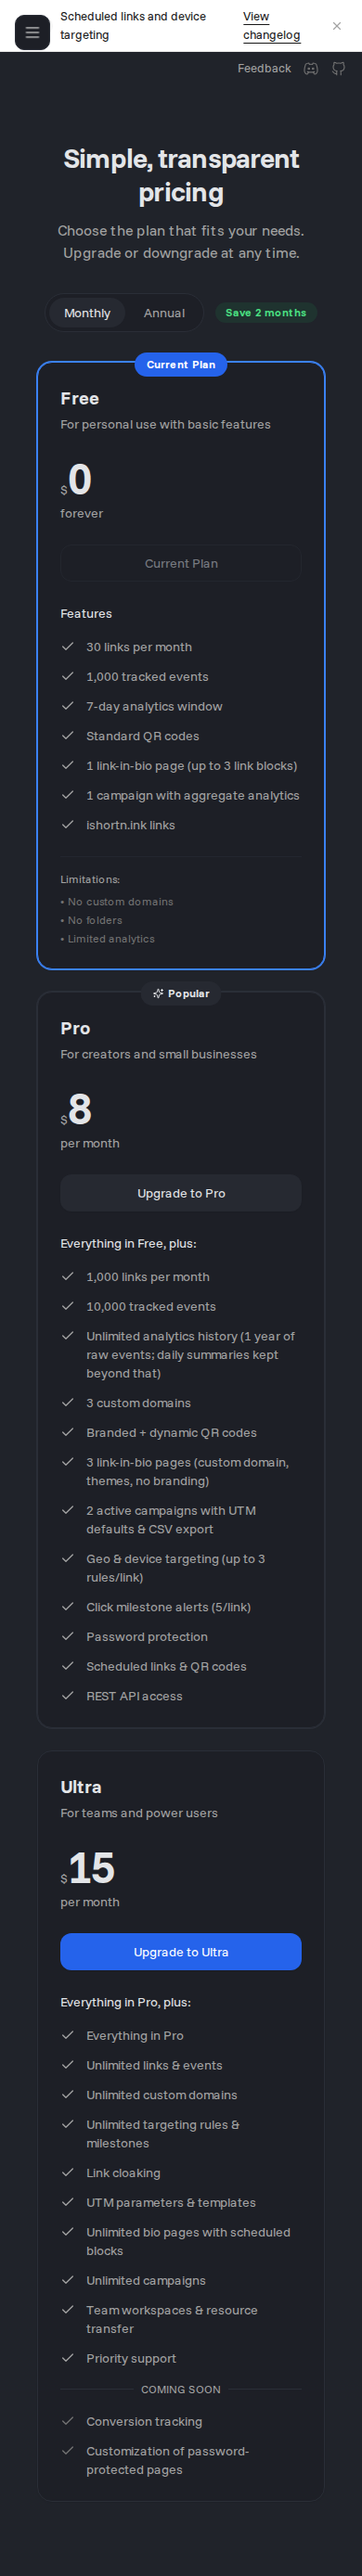 Scheduled links and device
targeting
View
changelog
Feedback
Simple, transparent
pricing
Choose the plan that fits your needs.
Upgrade or downgrade at any time.
Monthly
Annual
Save 2 months
Current Plan
Free
For personal use with basic features
$0
forever
Current Plan
Features
30 links per month
1,000 tracked events
7-day analytics window
Standard QR codes
1 link-in-bio page (up to 3 link blocks)
1 campaign with aggregate analytics
ishortn.ink links
Limitations:
• No custom domains
• No folders
• Limited analytics
Popular
Pro
For creators and small businesses
$8
per month
Upgrade to Pro
Everything in Free, plus:
1,000 links per month
10,000 tracked events
Unlimited analytics history (1 year of
raw events; daily summaries kept
beyond that)
3 custom domains
Branded + dynamic QR codes
3 link-in-bio pages (custom domain,
themes, no branding)
2 active campaigns with UTM
defaults & CSV export
Geo & device targeting (up to 3
rules/link)
Click milestone alerts (5/link)
Password protection
Scheduled links & QR codes
REST API access
Ultra
For teams and power users
$15
per month
Upgrade to Ultra
Everything in Pro, plus:
Everything in Pro
Unlimited links & events
Unlimited custom domains
Unlimited targeting rules &
milestones
Link cloaking
UTM parameters & templates
Unlimited bio pages with scheduled
blocks
Unlimited campaigns
Team workspaces & resource
transfer
Priority support
COMING SOON
Conversion tracking
Customization of password-
protected pages